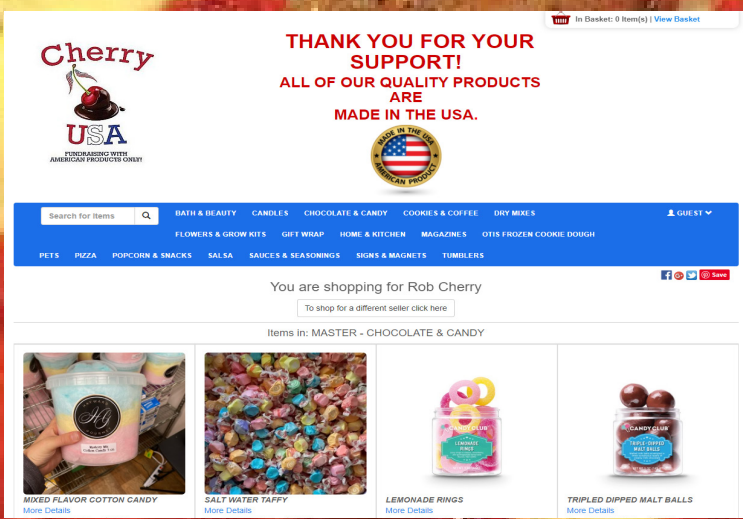 In Basket: 0 Item(s) | View Basket
Cherry
USA
FUNDRAISING WITH
AMERICAN PRODUCTS ONLY!
THANK YOU FOR YOUR
SUPPORT!
ALL OF OUR QUALITY PRODUCTS
ARE
MADE IN THE USA.
MADE IN THE USA
AMERICAN PRODUCT
Search for Items
BATH & BEAUTY CANDLES CHOCOLATE & CANDY COOKIES & COFFEE DRY MIXES
GUEST
FLOWERS & GROW KITS GIFT WRAP HOME & KITCHEN MAGAZINES OTIS FROZEN COOKIE DOUGH
PETS PIZZA POPCORN & SNACKS SALSA SAUCES & SEASONINGS SIGNS & MAGNETS TUMBLERS
Save
You are shopping for Rob Cherry
To shop for a different seller click here
Items in: MASTER - CHOCOLATE & CANDY
CANDY CLUB
LEMONADE
RINGS
CANDY CLUB
TRIPLE-DIPPED
MALT BALLS
MIXED FLAVOR COTTON CANDY
More Details
SALT WATER TAFFY
More Details
LEMONADE RINGS
More Details
TRIPLED DIPPED MALT BALLS
More Details